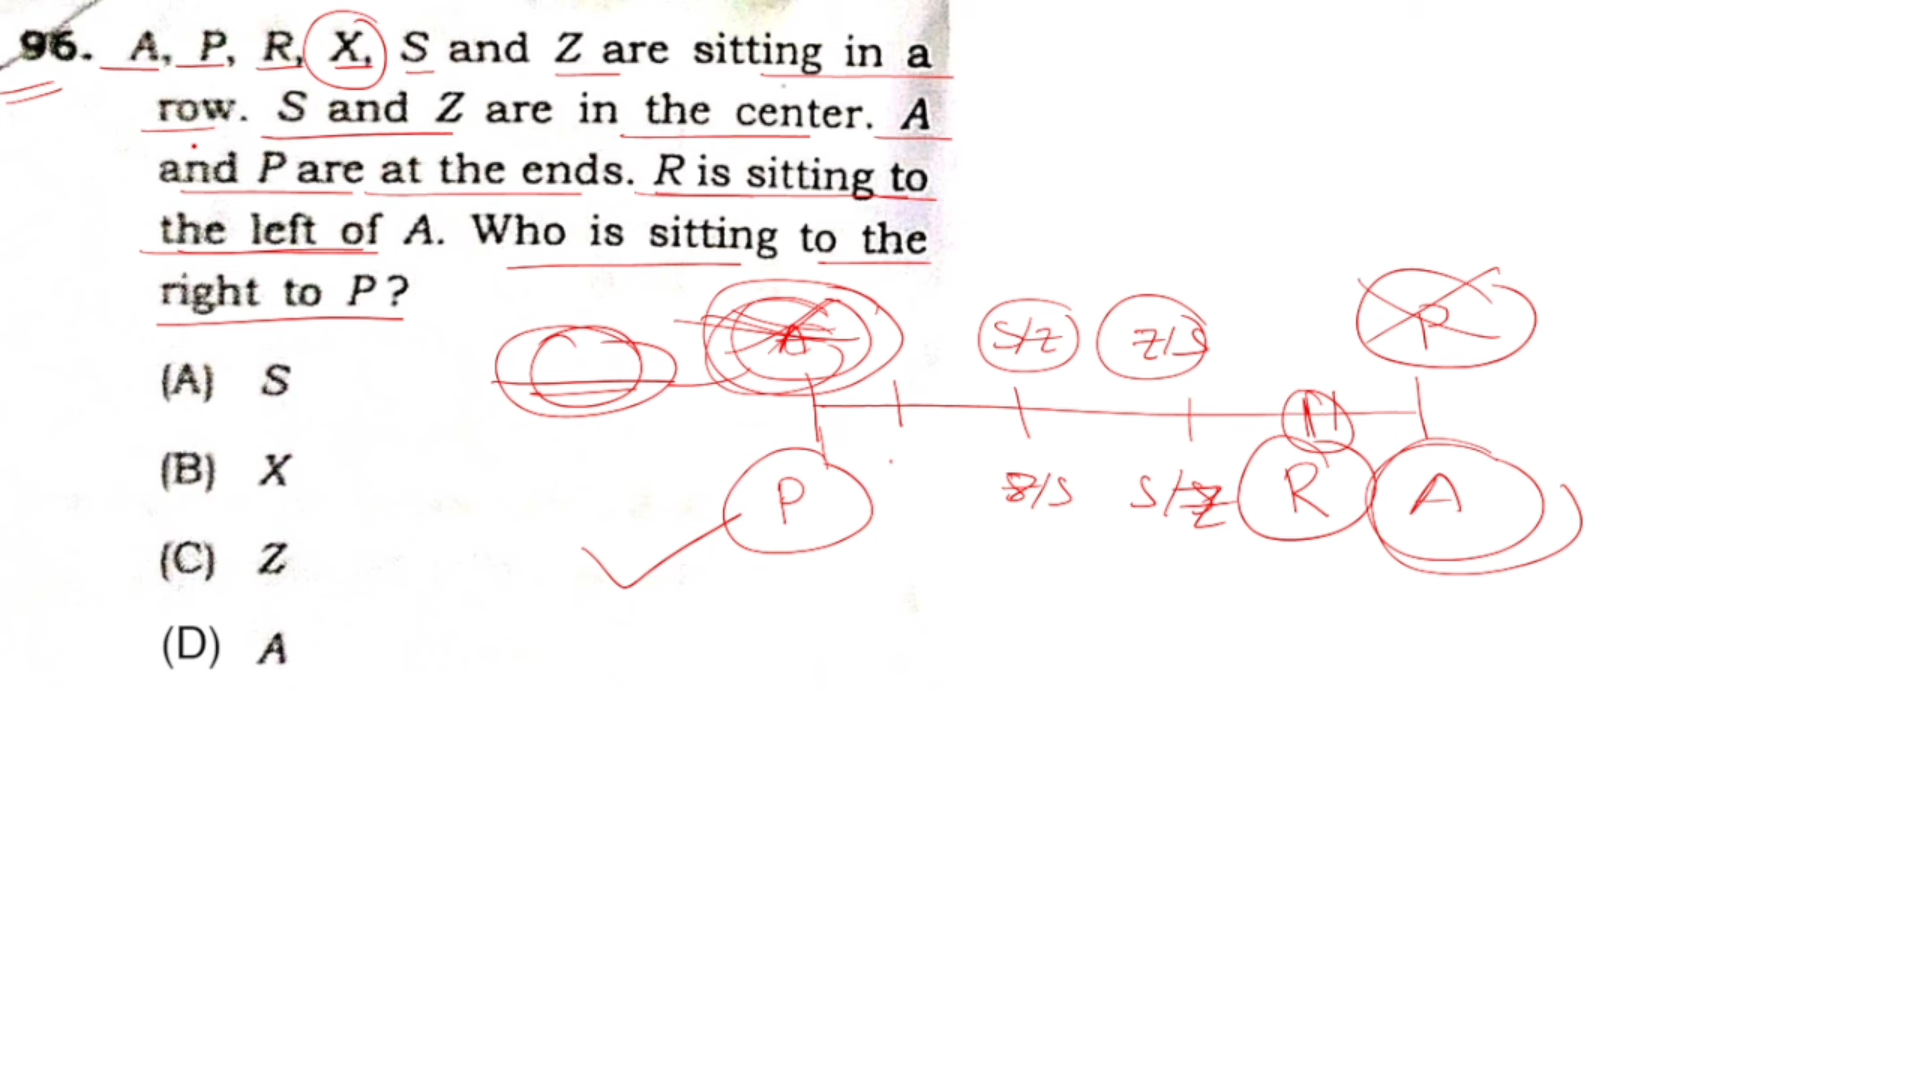 96. A, P, R, X, S and Z are sitting in a
row. S and Z are in the center. A
and P are at the ends. R is sitting to
the left of A. Who is sitting to the
right to P?
(A) S
(B) X
(C) Z
(D) A
A S/Z Z/S P
P Z/S S/Z R A